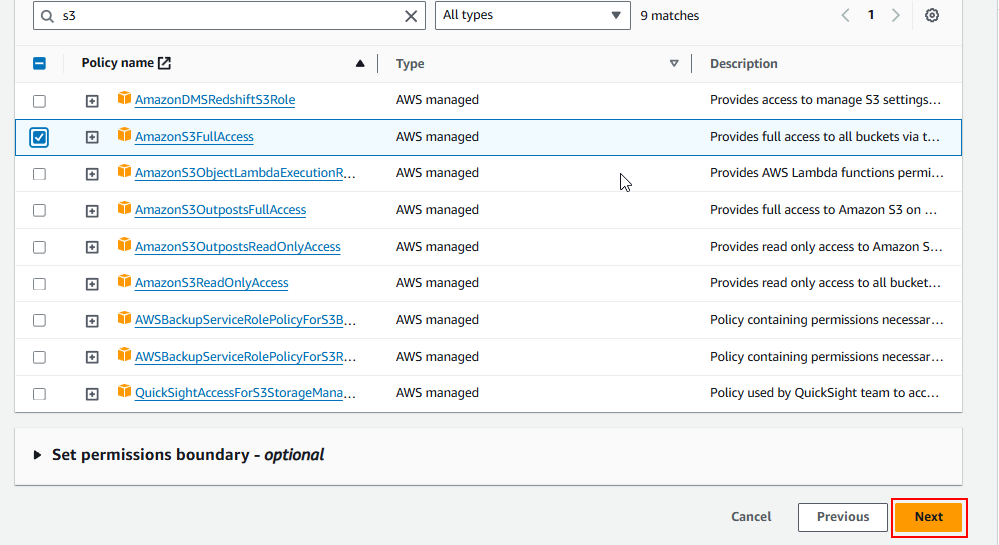 s3 All types 9 matches 1
Policy name Type Description
AmazonDMSRedshiftS3Role AWS managed Provides access to manage S3 settings...
AmazonS3FullAccess AWS managed Provides full access to all buckets via t...
AmazonS3ObjectLambdaExecutionR... AWS managed Provides AWS Lambda functions permi...
AmazonS3OutpostsFullAccess AWS managed Provides full access to Amazon S3 on ...
AmazonS3OutpostsReadOnlyAccess AWS managed Provides read only access to Amazon S...
AmazonS3ReadOnlyAccess AWS managed Provides read only access to all bucket...
AWSBackupServiceRolePolicyForS3B... AWS managed Policy containing permissions necessar...
AWSBackupServiceRolePolicyForS3R... AWS managed Policy containing permissions necessar...
QuickSightAccessForS3StorageMana... AWS managed Policy used by QuickSight team to acc...
Set permissions boundary - optional
Cancel Previous Next